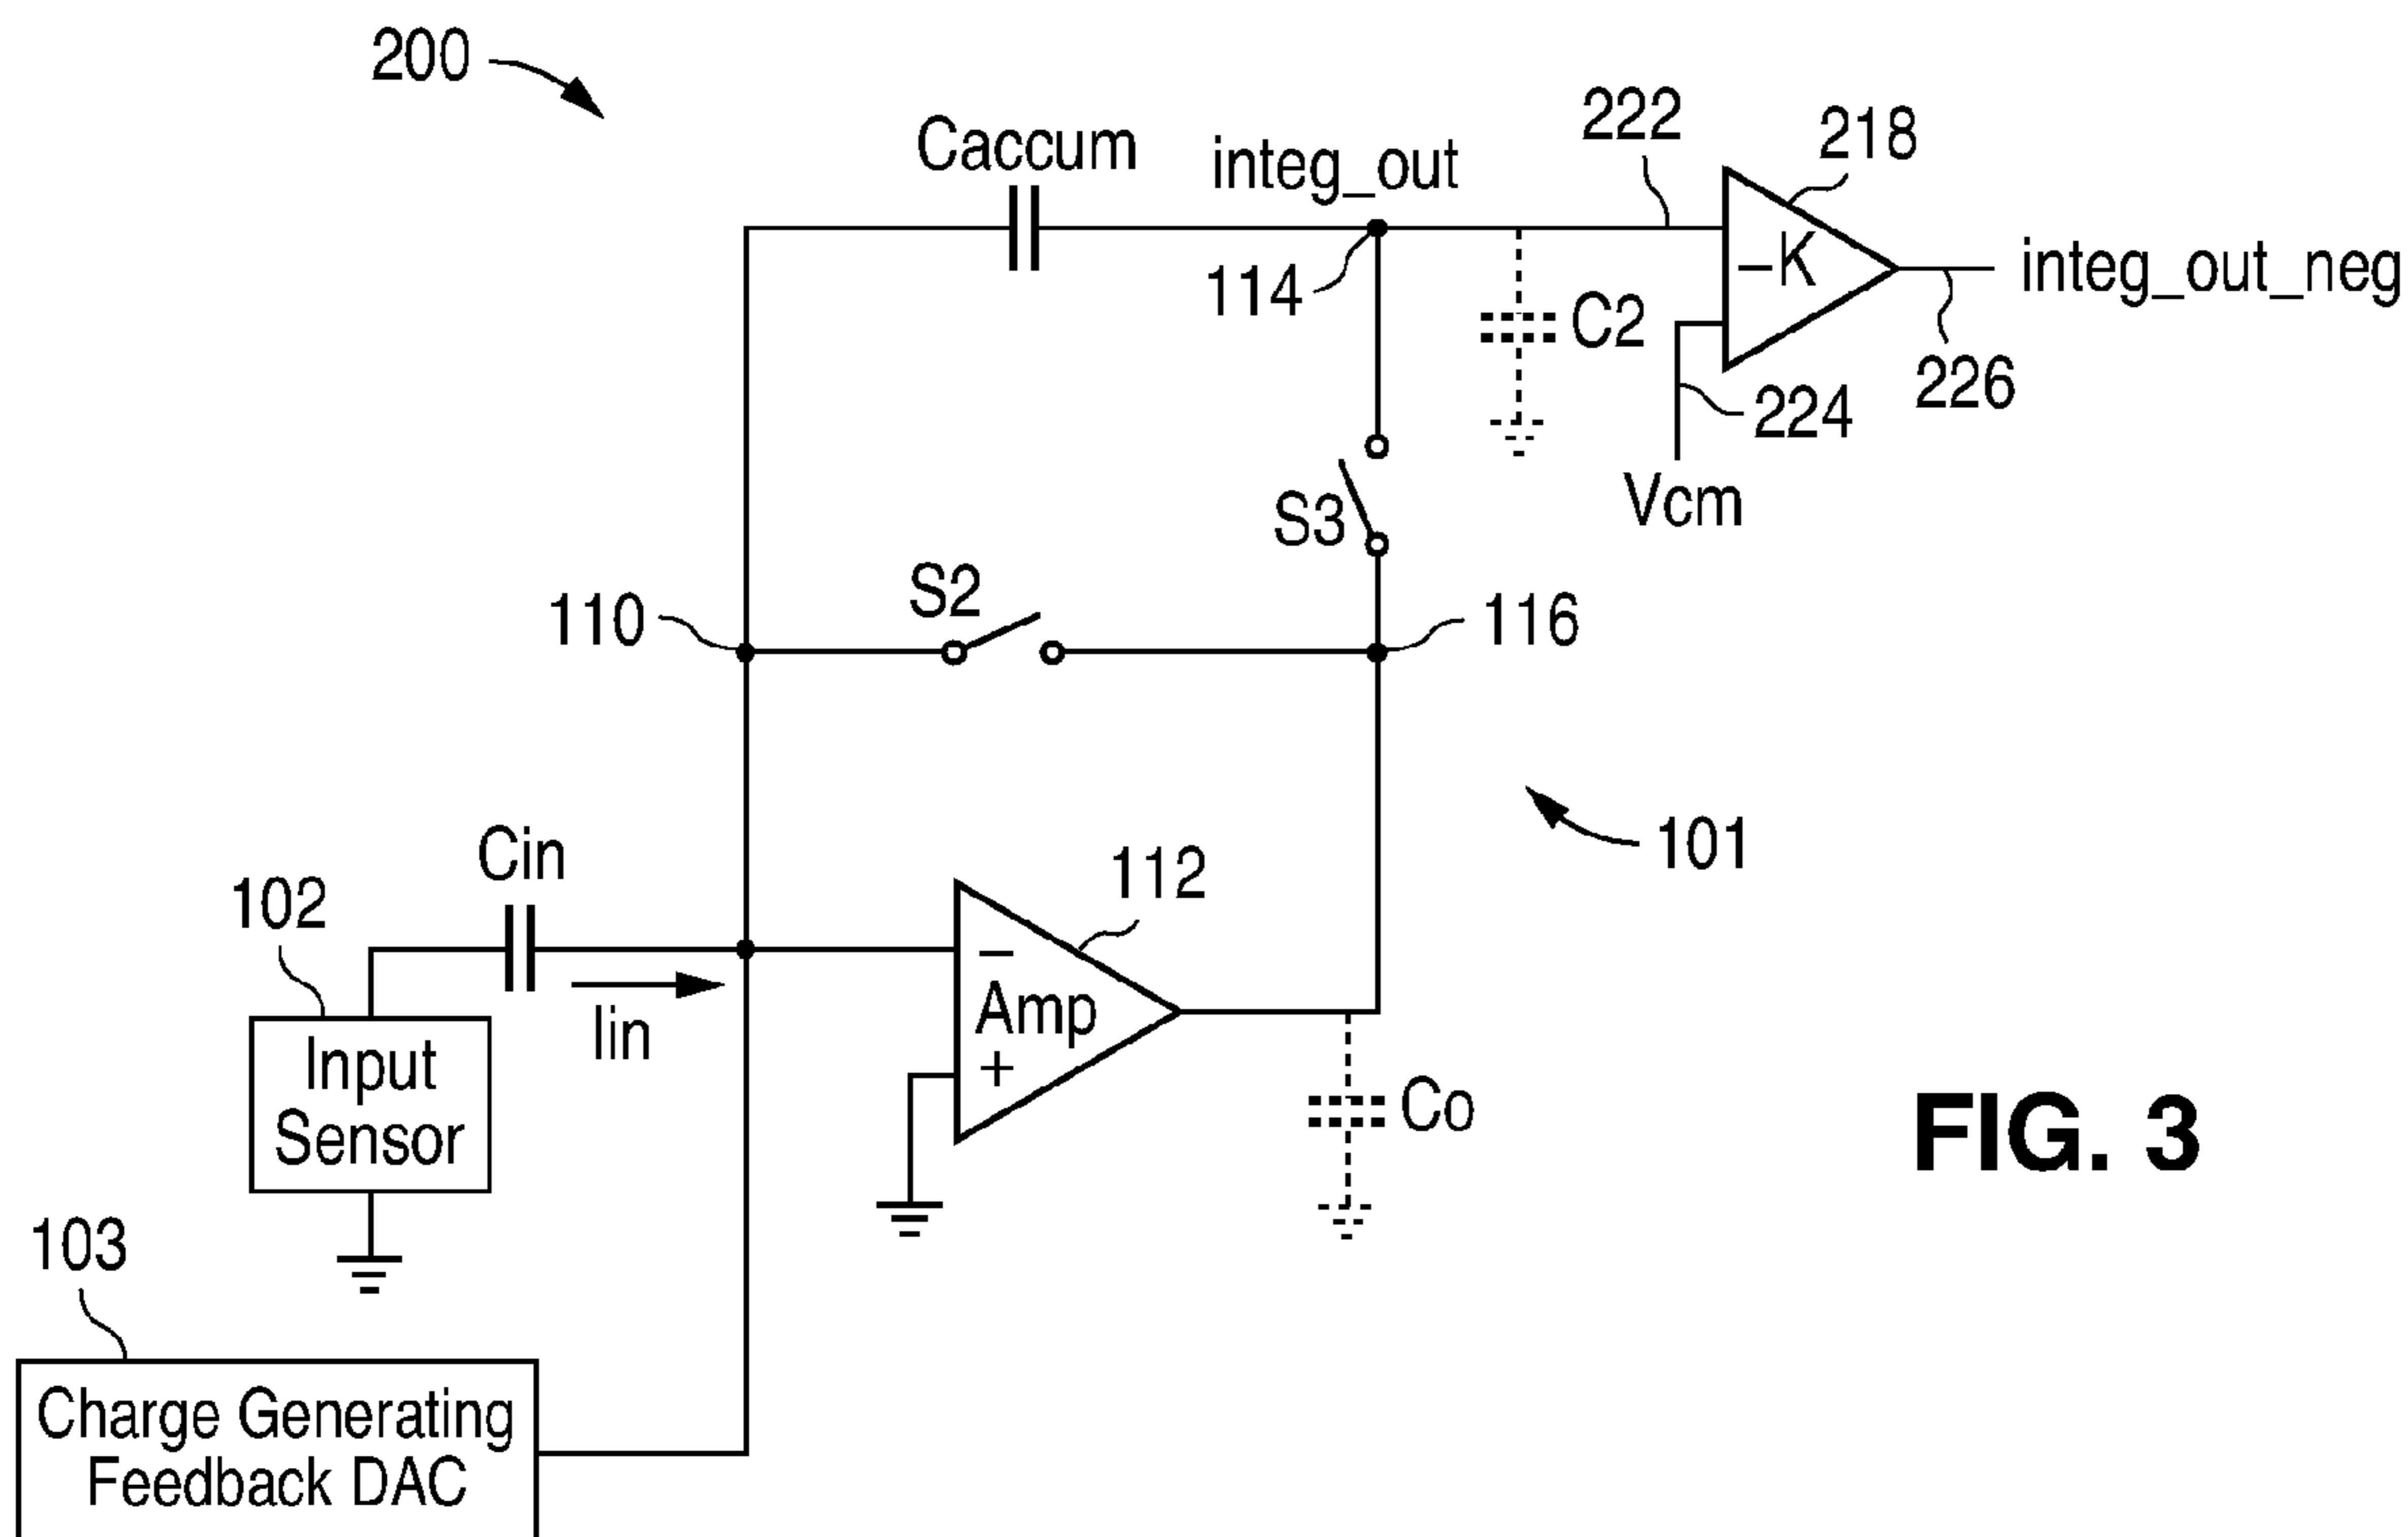 200
Caccum
integ_out
222
218
-K
integ_out_neg
114
C2
224
226
Vcm
S3
S2
110
116
101
Cin
112
102
Iin
−
Amp
+
Input
Sensor
Co
FIG. 3
103
Charge Generating
Feedback DAC